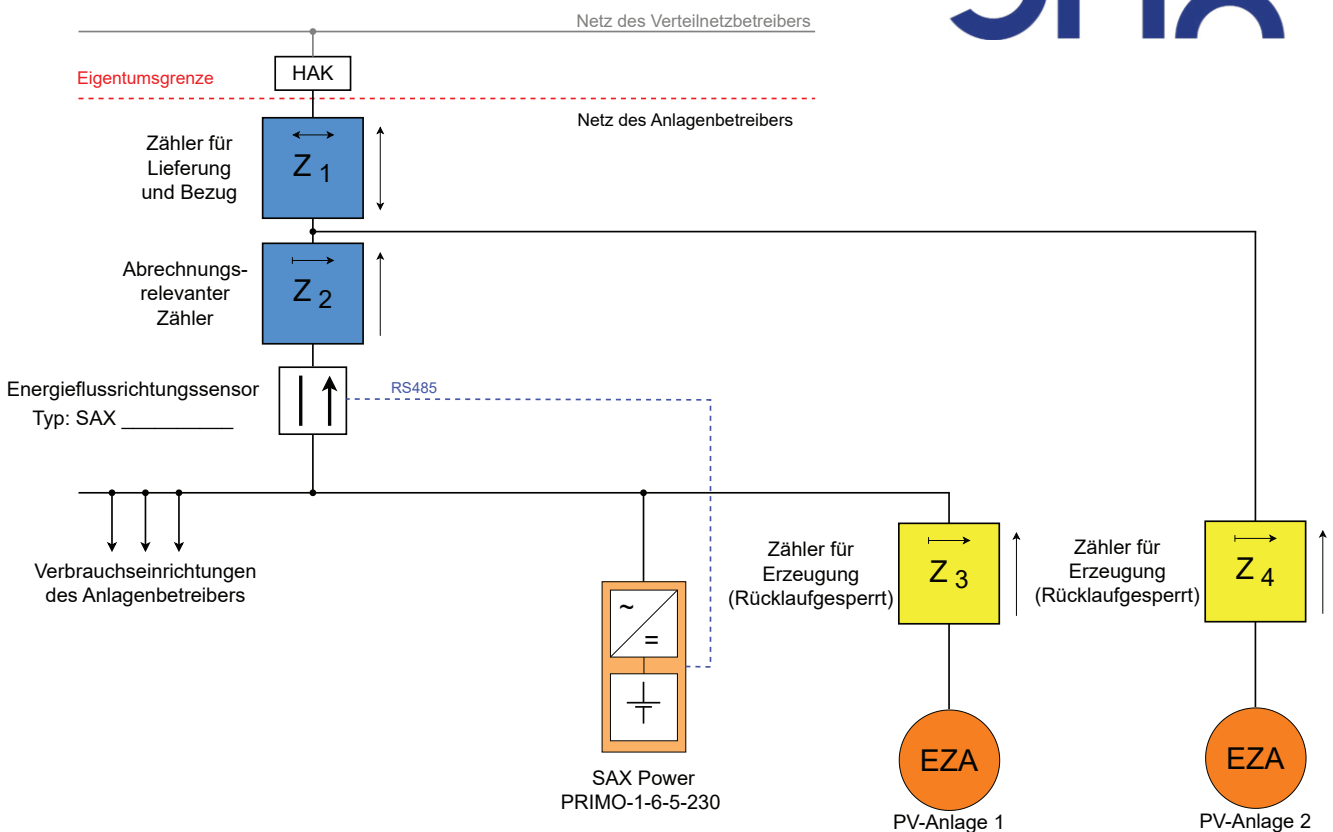 Netz des Verteilnetzbetreibers
HAK
Eigentumsgrenze
Netz des Anlagenbetreibers
Zähler für
Lieferung
und Bezug
Z 1
Abrechnungs-
relevanter
Zähler
Z 2
Energieflussrichtungssensor
Typ: SAX __________
RS485
Verbrauchseinrichtungen
des Anlagenbetreibers
SAX Power
PRIMO-1-6-5-230
Zähler für
Erzeugung
(Rücklaufgesperrt)
Z 3
EZA
PV-Anlage 1
Zähler für
Erzeugung
(Rücklaufgesperrt)
Z 4
EZA
PV-Anlage 2